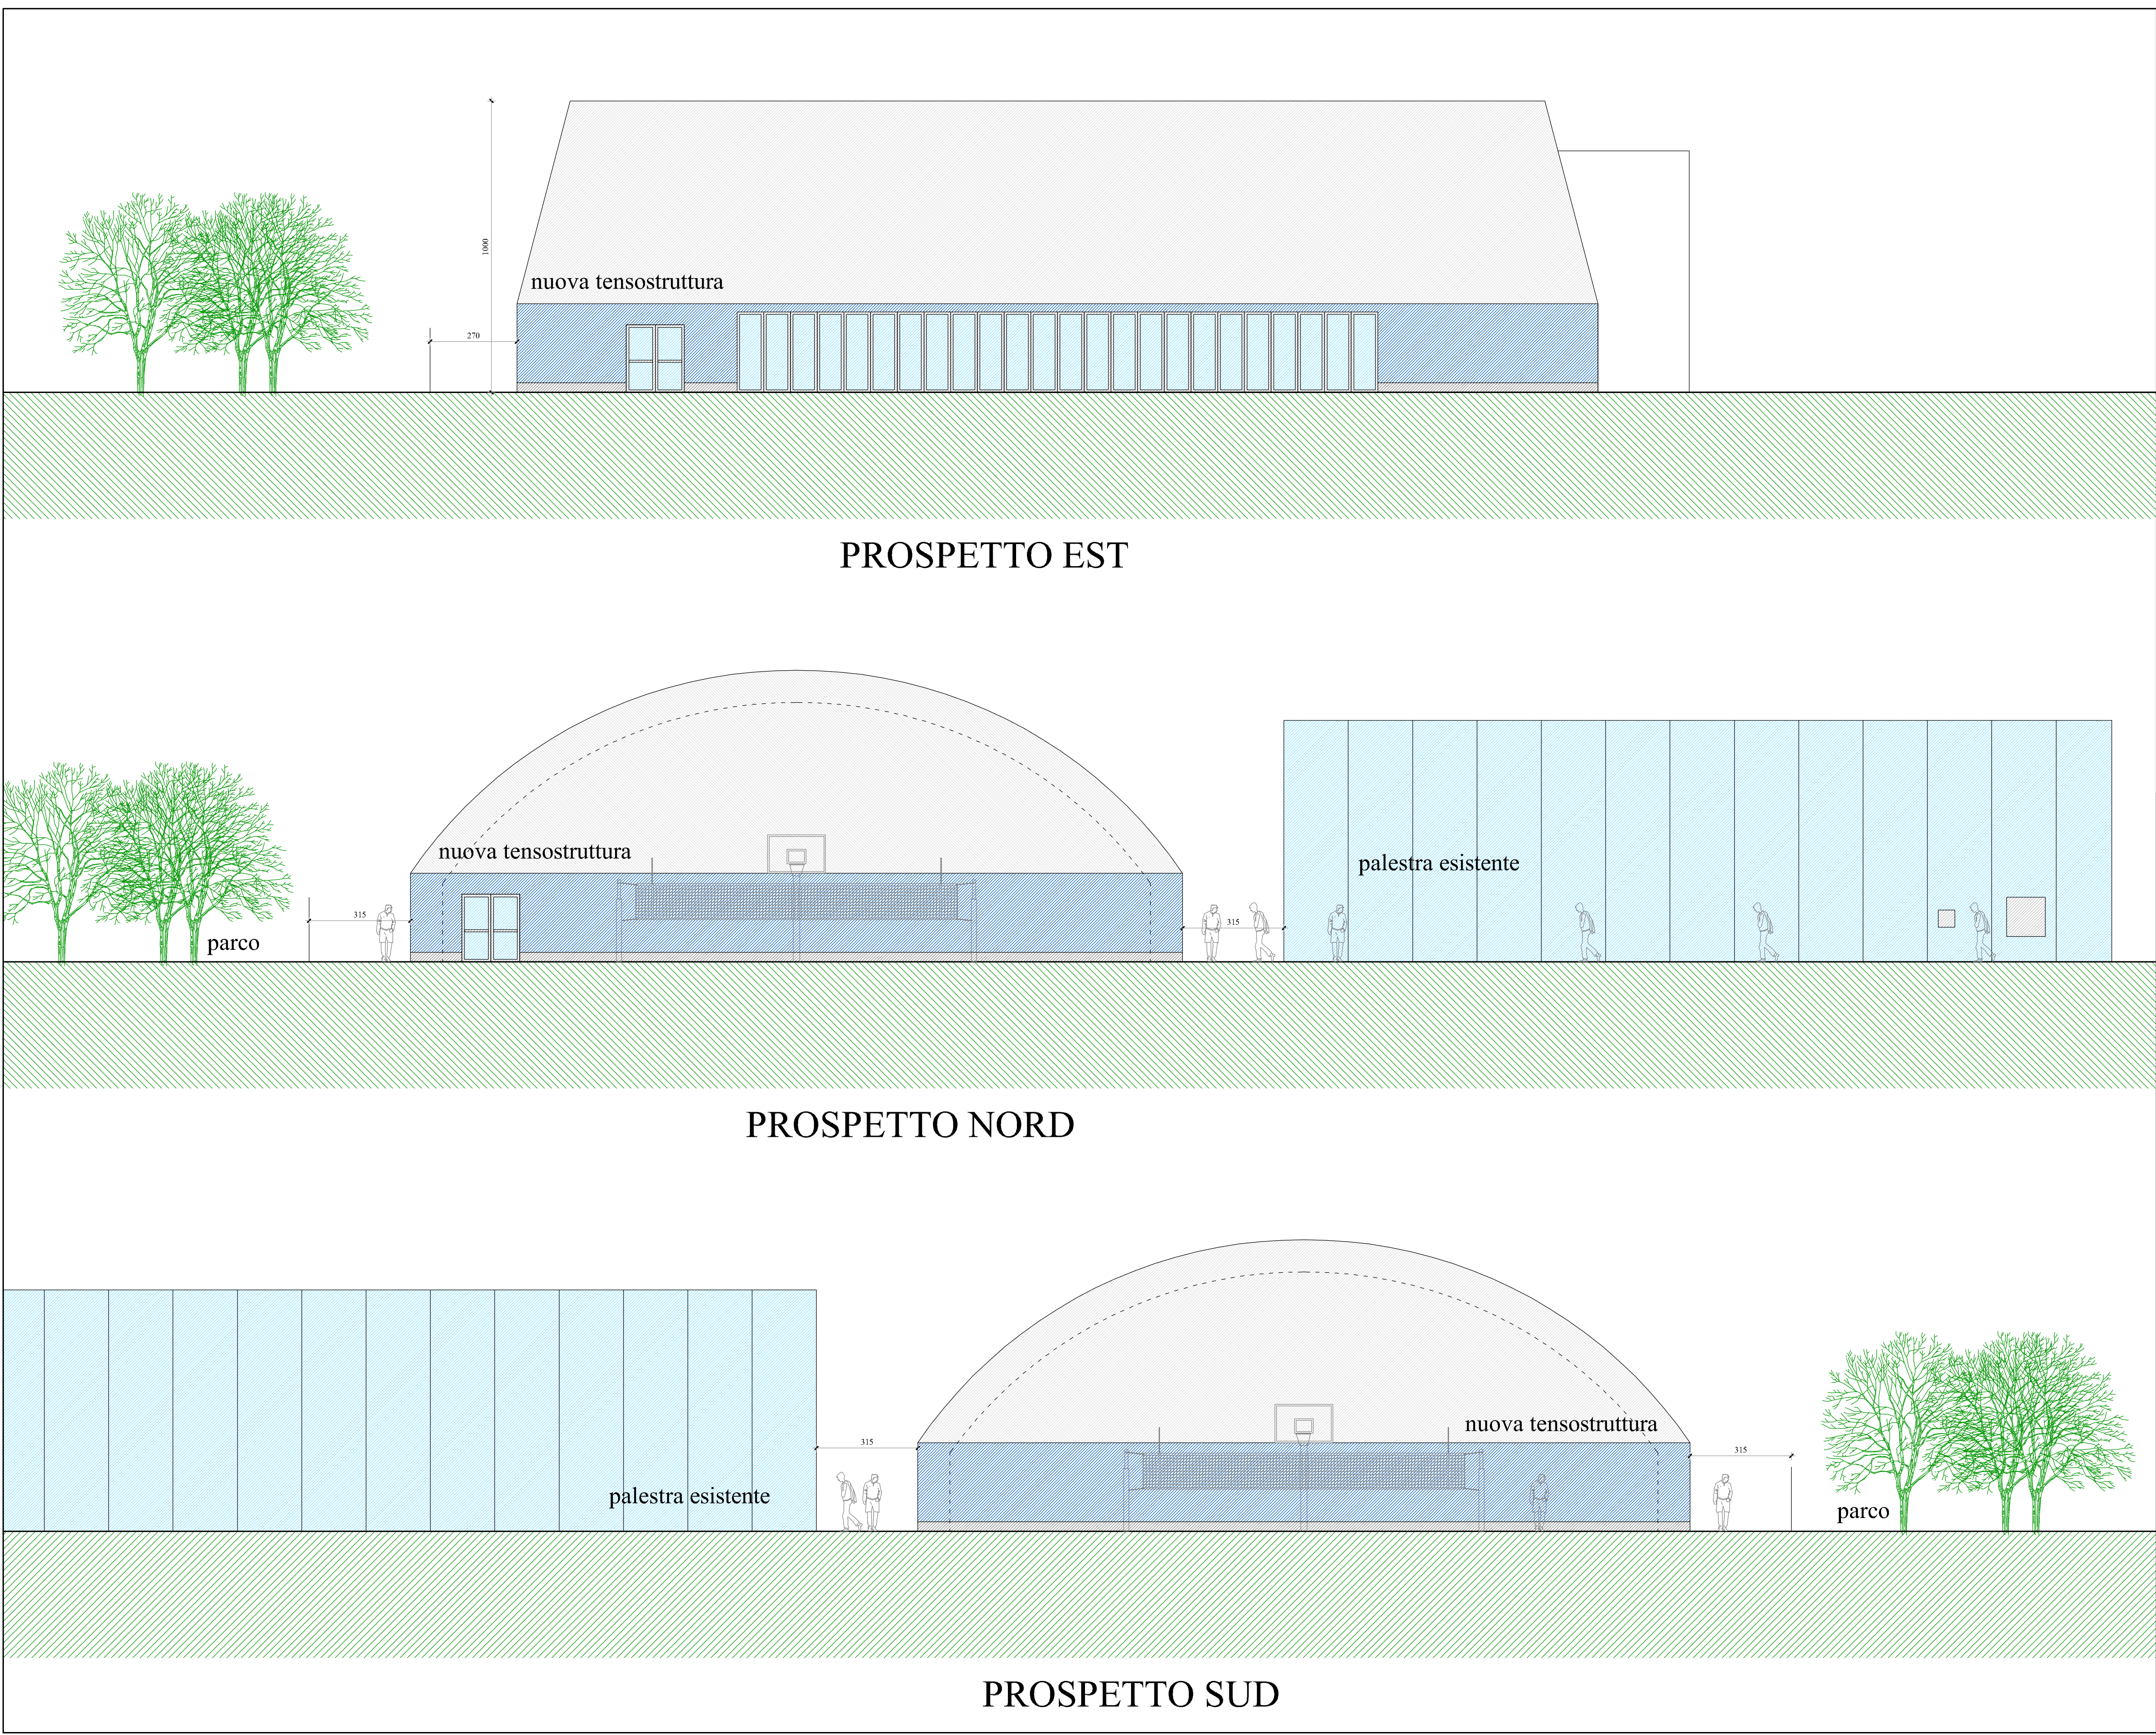 1000
nuova tensostruttura
270
PROSPETTO EST
nuova tensostruttura
palestra esistente
315
315
parco
PROSPETTO NORD
nuova tensostruttura
315
315
palestra esistente
parco
PROSPETTO SUD